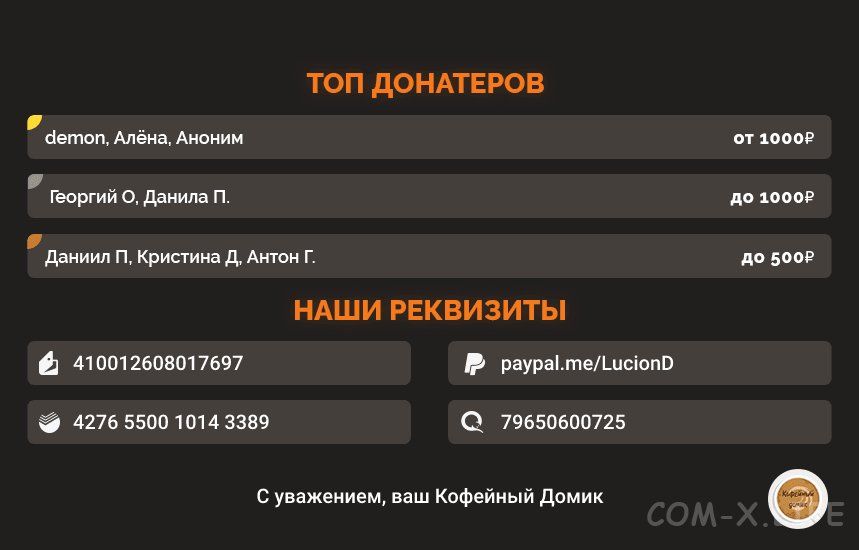 ТОП ДОНАТЕРОВ
demon, Алёна, Аноним от 1000₽
Георгий О, Данила П. до 1000₽
Даниил П, Кристина Д, Антон Г. до 500₽
НАШИ РЕКВИЗИТЫ
410012608017697 paypal.me/LucionD
4276 5500 1014 3389 79650600725
С уважением, ваш Кофейный Домик
Кофейный
домик
COM-X.LIFE